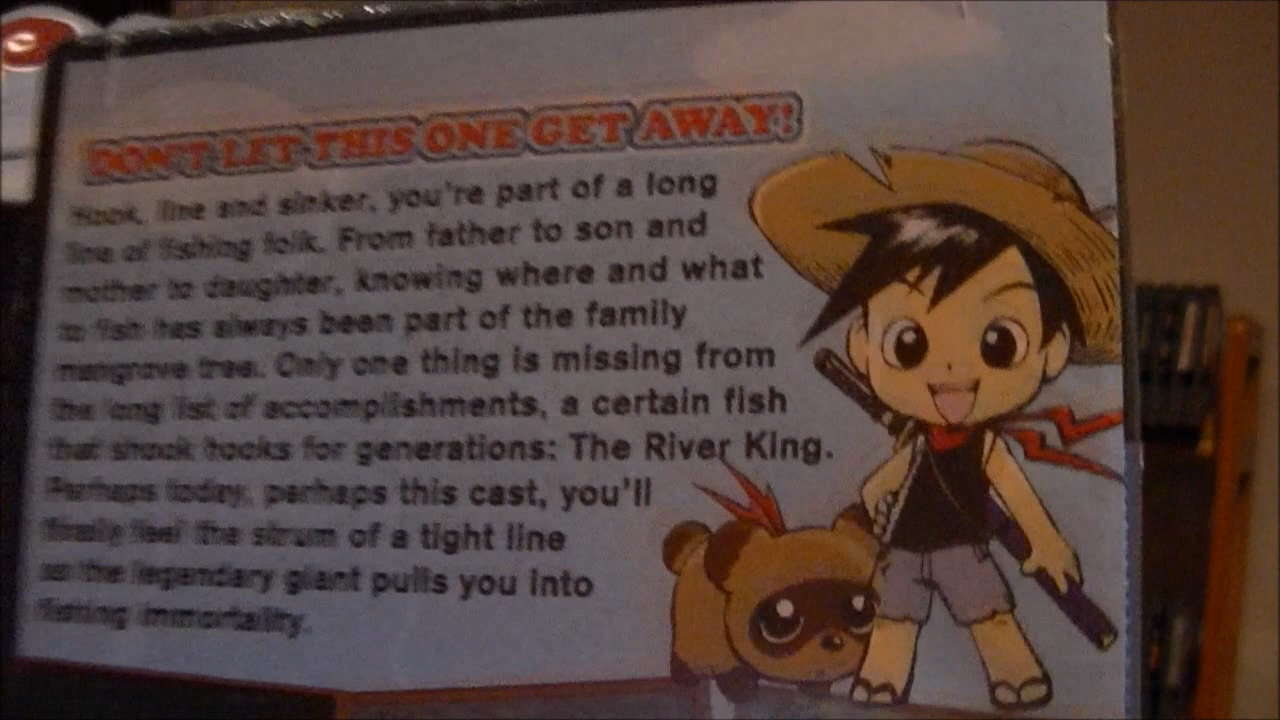 DON'T LET THIS ONE GET AWAY!
Hook, line and sinker, you're part of a long
line of fishing folk. From father to son and
mother to daughter, knowing where and what
to fish has always been part of the family
mangrove tree. Only one thing is missing from
the long list of accomplishments, a certain fish
that shook hooks for generations: The River King.
Perhaps today, perhaps this cast, you'll
finally feel the strum of a tight line
as the legendary giant pulls you into
fishing immortality.